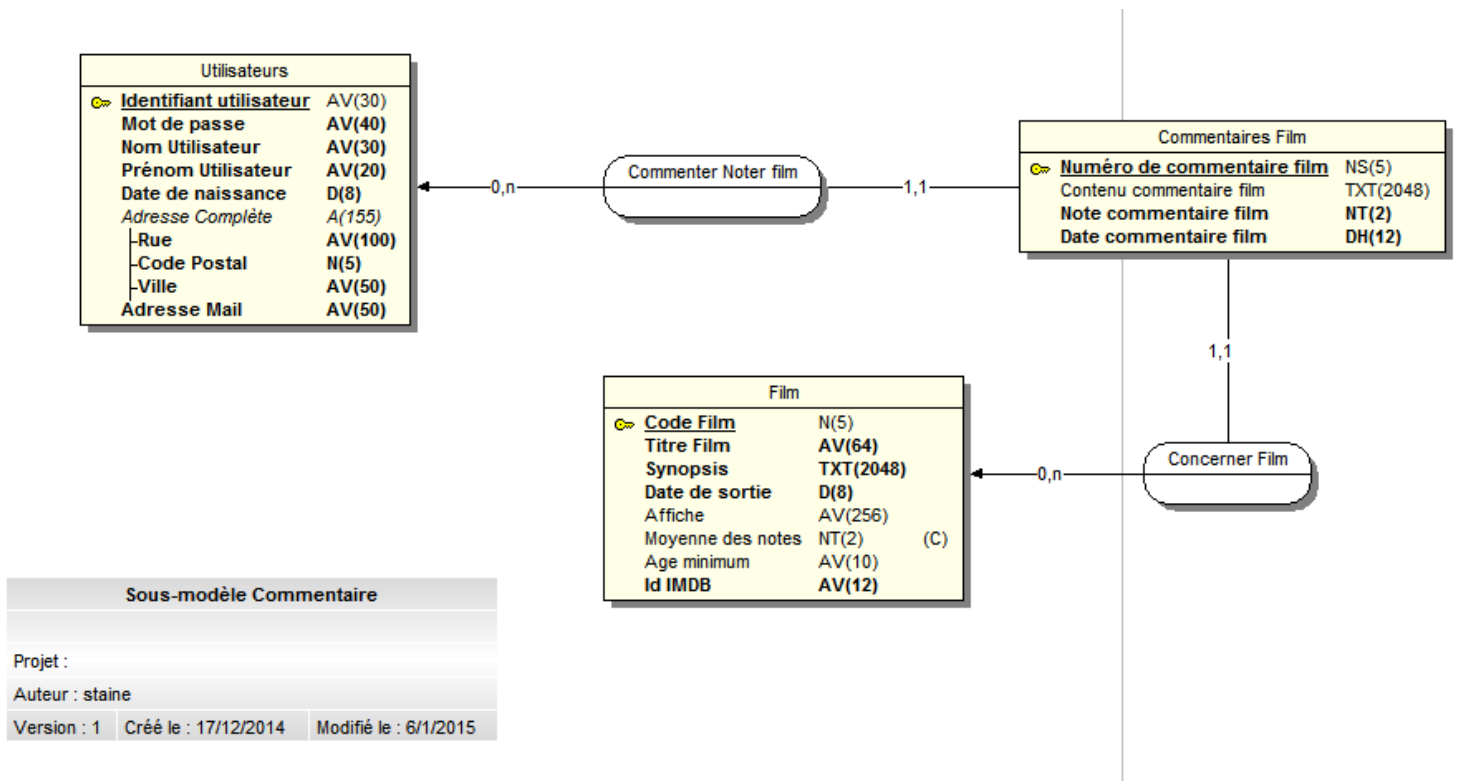 Utilisateurs
Identifiant utilisateur AV(30)
Mot de passe AV(40)
Nom Utilisateur AV(30)
Prénom Utilisateur AV(20)
Date de naissance D(8)
Adresse Complète A(155)
Rue AV(100)
Code Postal N(5)
Ville AV(50)
Adresse Mail AV(50)
0,n
Commenter Noter film
1,1
Commentaires Film
Numéro de commentaire film NS(5)
Contenu commentaire film TXT(2048)
Note commentaire film NT(2)
Date commentaire film DH(12)
1,1
Concerner Film
0,n
Film
Code Film N(5)
Titre Film AV(64)
Synopsis TXT(2048)
Date de sortie D(8)
Affiche AV(256)
Moyenne des notes NT(2) (C)
Age minimum AV(10)
Id IMDB AV(12)
Sous-modèle Commentaire
Projet :
Auteur : staine
Version : 1 Créé le : 17/12/2014 Modifié le : 6/1/2015